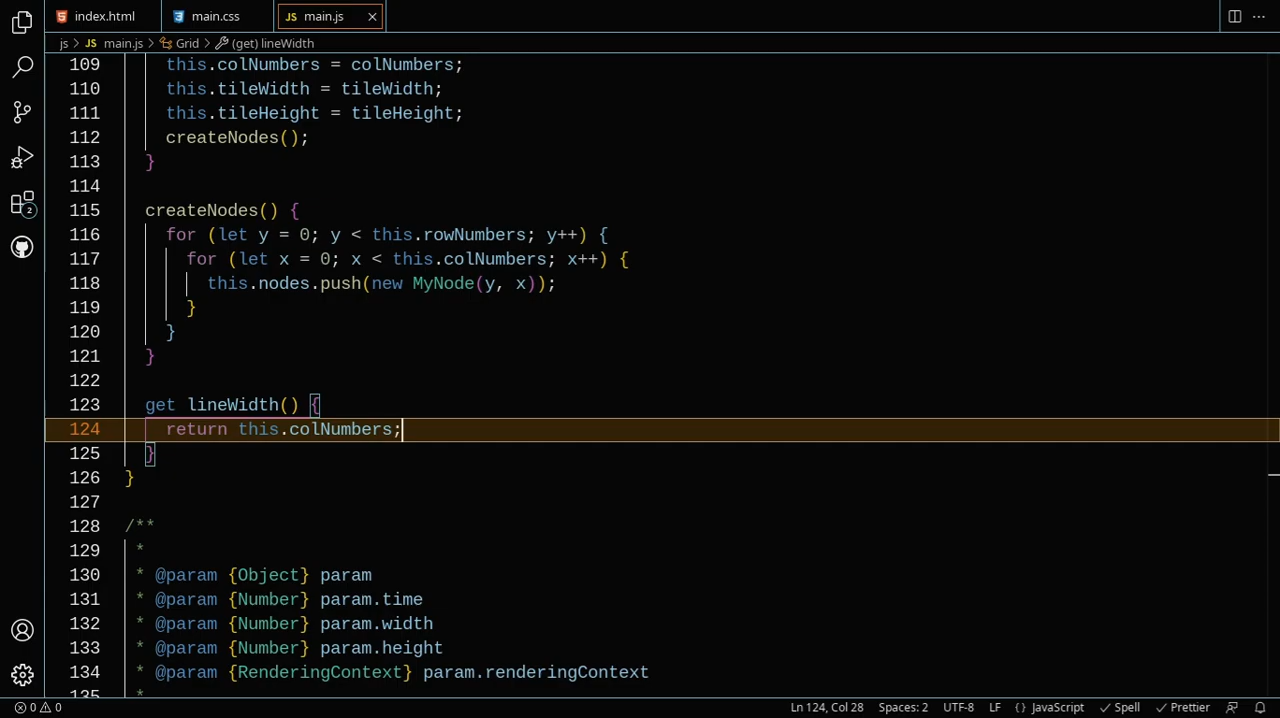 index.html
main.css
JS main.js
js > JS main.js > Grid > (get) lineWidth
109 this.colNumbers = colNumbers;
110 this.tileWidth = tileWidth;
111 this.tileHeight = tileHeight;
112 createNodes();
113 }
114
115 createNodes() {
116 for (let y = 0; y < this.rowNumbers; y++) {
117 for (let x = 0; x < this.colNumbers; x++) {
118 this.nodes.push(new MyNode(y, x));
119 }
120 }
121 }
122
123 get lineWidth() {
124 return this.colNumbers;
125 }
126 }
127
128 /**
129 *
130 * @param {Object} param
131 * @param {Number} param.time
132 * @param {Number} param.width
133 * @param {Number} param.height
134 * @param {RenderingContext} param.renderingContext
135 *
2
0 0 Ln 124, Col 28 Spaces: 2 UTF-8 LF {} JavaScript Spell Prettier